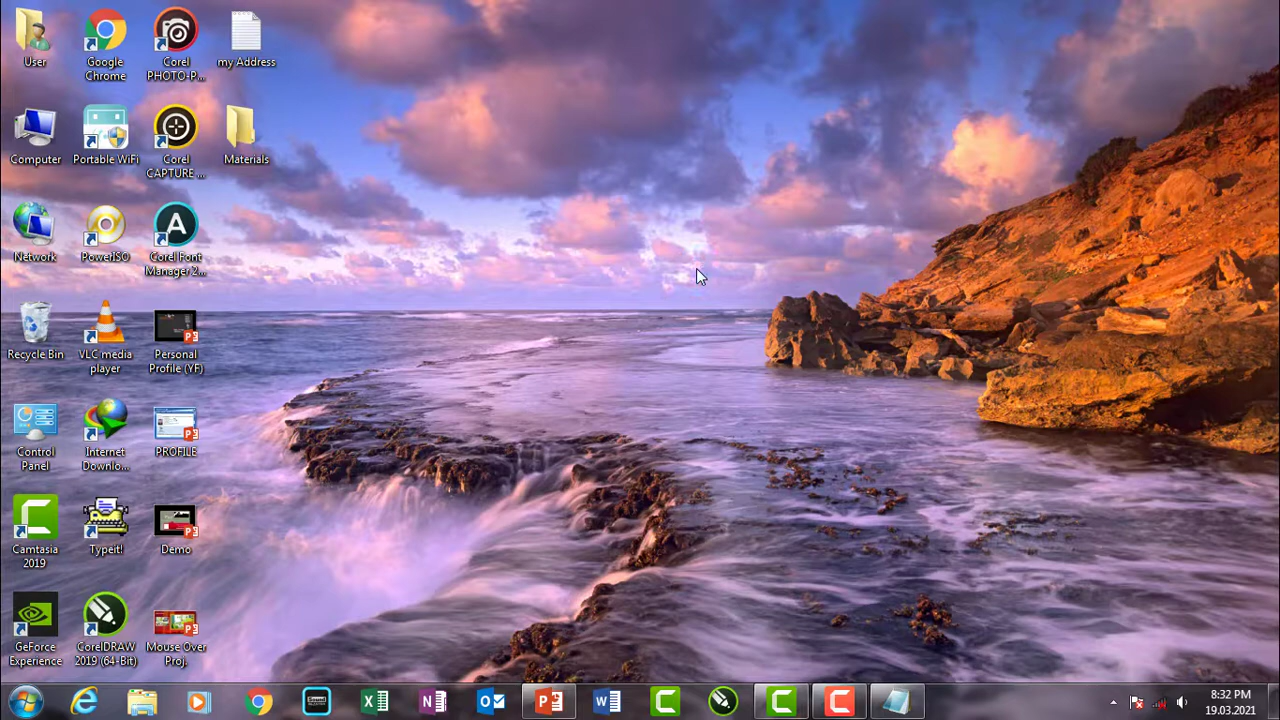 User
Google
Chrome
Corel
PHOTO-P...
my Address
Computer
Portable WiFi
Corel
CAPTURE ...
Materials
Network
PowerISO
Corel Font
Manager 2...
Recycle Bin
VLC media
player
Personal
Profile (YF)
Control
Panel
Internet
Downlo...
PROFILE
Camtasia
2019
Typeit!
Demo
GeForce
Experience
CorelDRAW
2019 (64-Bit)
Mouse Over
Proj.
8:32 PM
19.03.2021